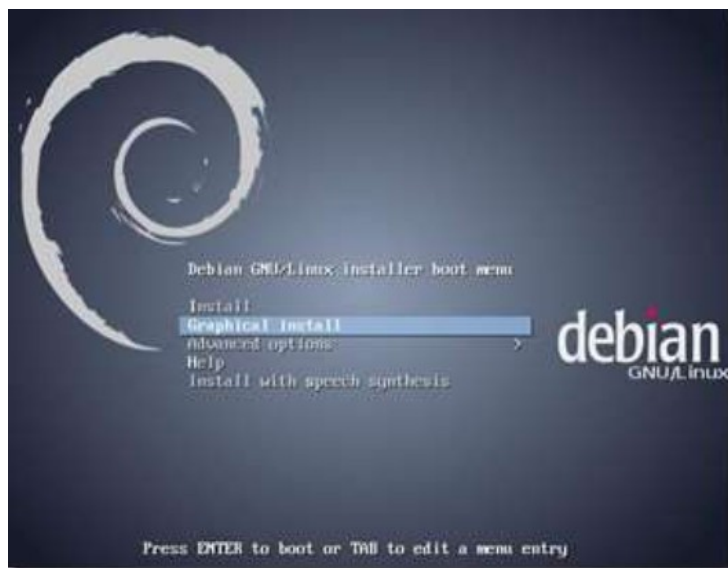 Debian GNU/Linux installer boot menu
Install
Graphical install
Advanced options >
Help
Install with speech synthesis
debian
GNU/Linux
Press ENTER to boot or TAB to edit a menu entry